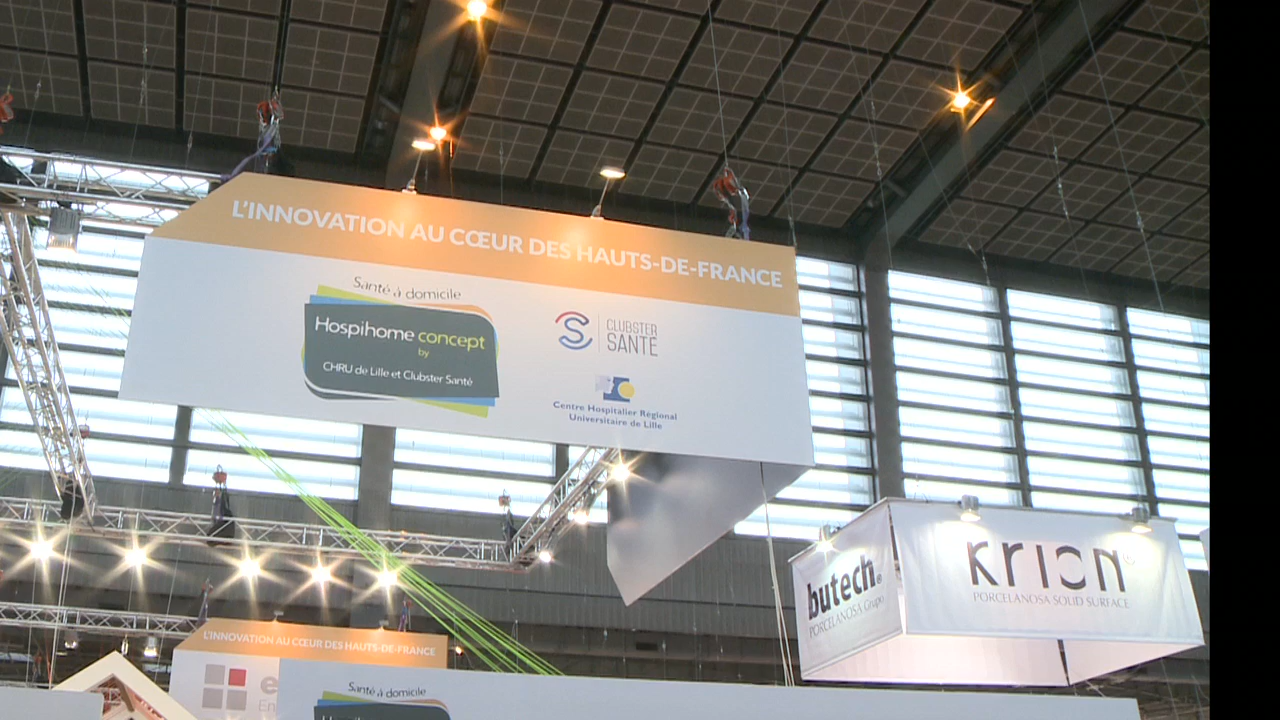 L'INNOVATION AU CŒUR DES HAUTS-DE-FRANCE
Santé à domicile
Hospihome concept
by
CHRU de Lille et Clubster Santé
CLUBSTER
SANTÉ
Centre Hospitalier Régional
Universitaire de Lille
butech®
PORCELANOSA Grupo
KRION®
PORCELANOSA SOLID SURFACE
L'INNOVATION AU CŒUR DES HAUTS-DE-FRANCE
Santé à domicile